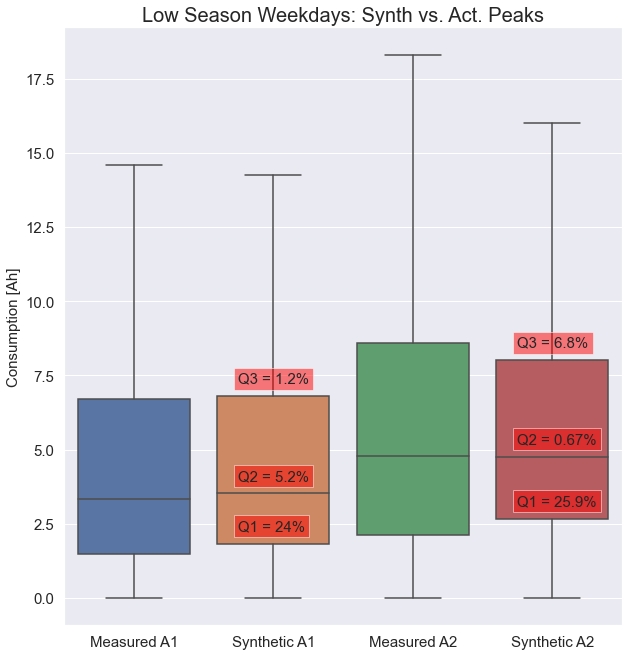 Low Season Weekdays: Synth vs. Act. Peaks
Consumption [Ah]
17.5
15.0
12.5
10.0
7.5
5.0
2.5
0.0
Q3 = 1.2%
Q2 = 5.2%
Q1 = 24%
Q3 = 6.8%
Q2 = 0.67%
Q1 = 25.9%
Measured A1
Synthetic A1
Measured A2
Synthetic A2